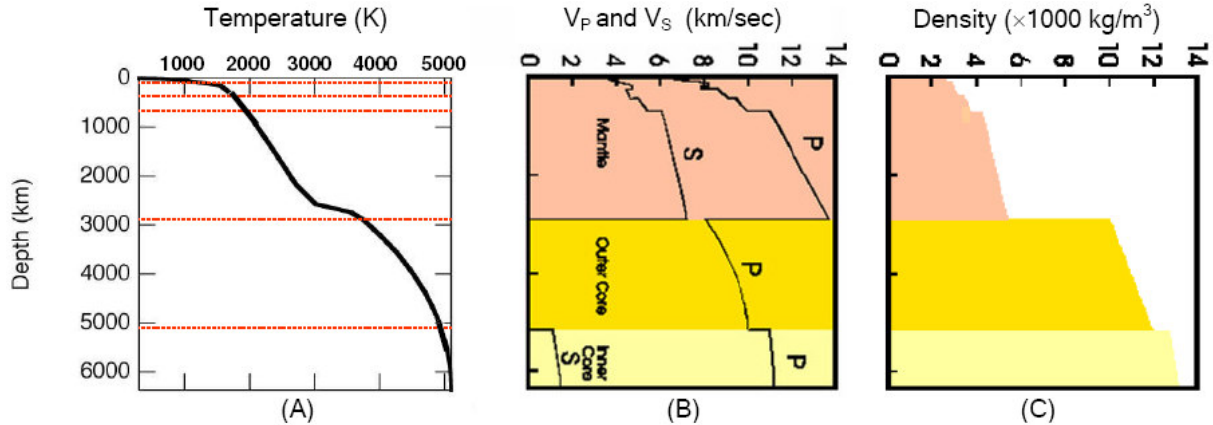 Temperature (K)
1000 2000 3000 4000 5000
0
1000
2000
3000
4000
5000
6000
Depth (km)
(A)
V_P and V_S (km/sec)
0 2 4 6 8 10 12 14
Mantle
S
P
Outer Core
P
Inner
Core
S
P
(B)
Density (×1000 kg/m³)
0 2 4 6 8 10 12 14
(C)